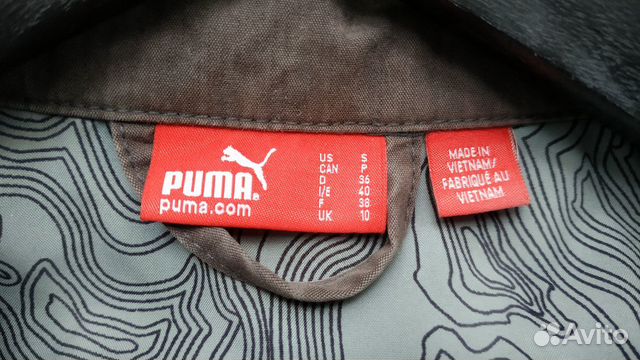 PUMA®
puma.com
US S
CAN P
D 36
I/E 40
F 38
UK 10
MADE IN
VIETNAM/
FABRIQUÉ AU
VIETNAM
Avito